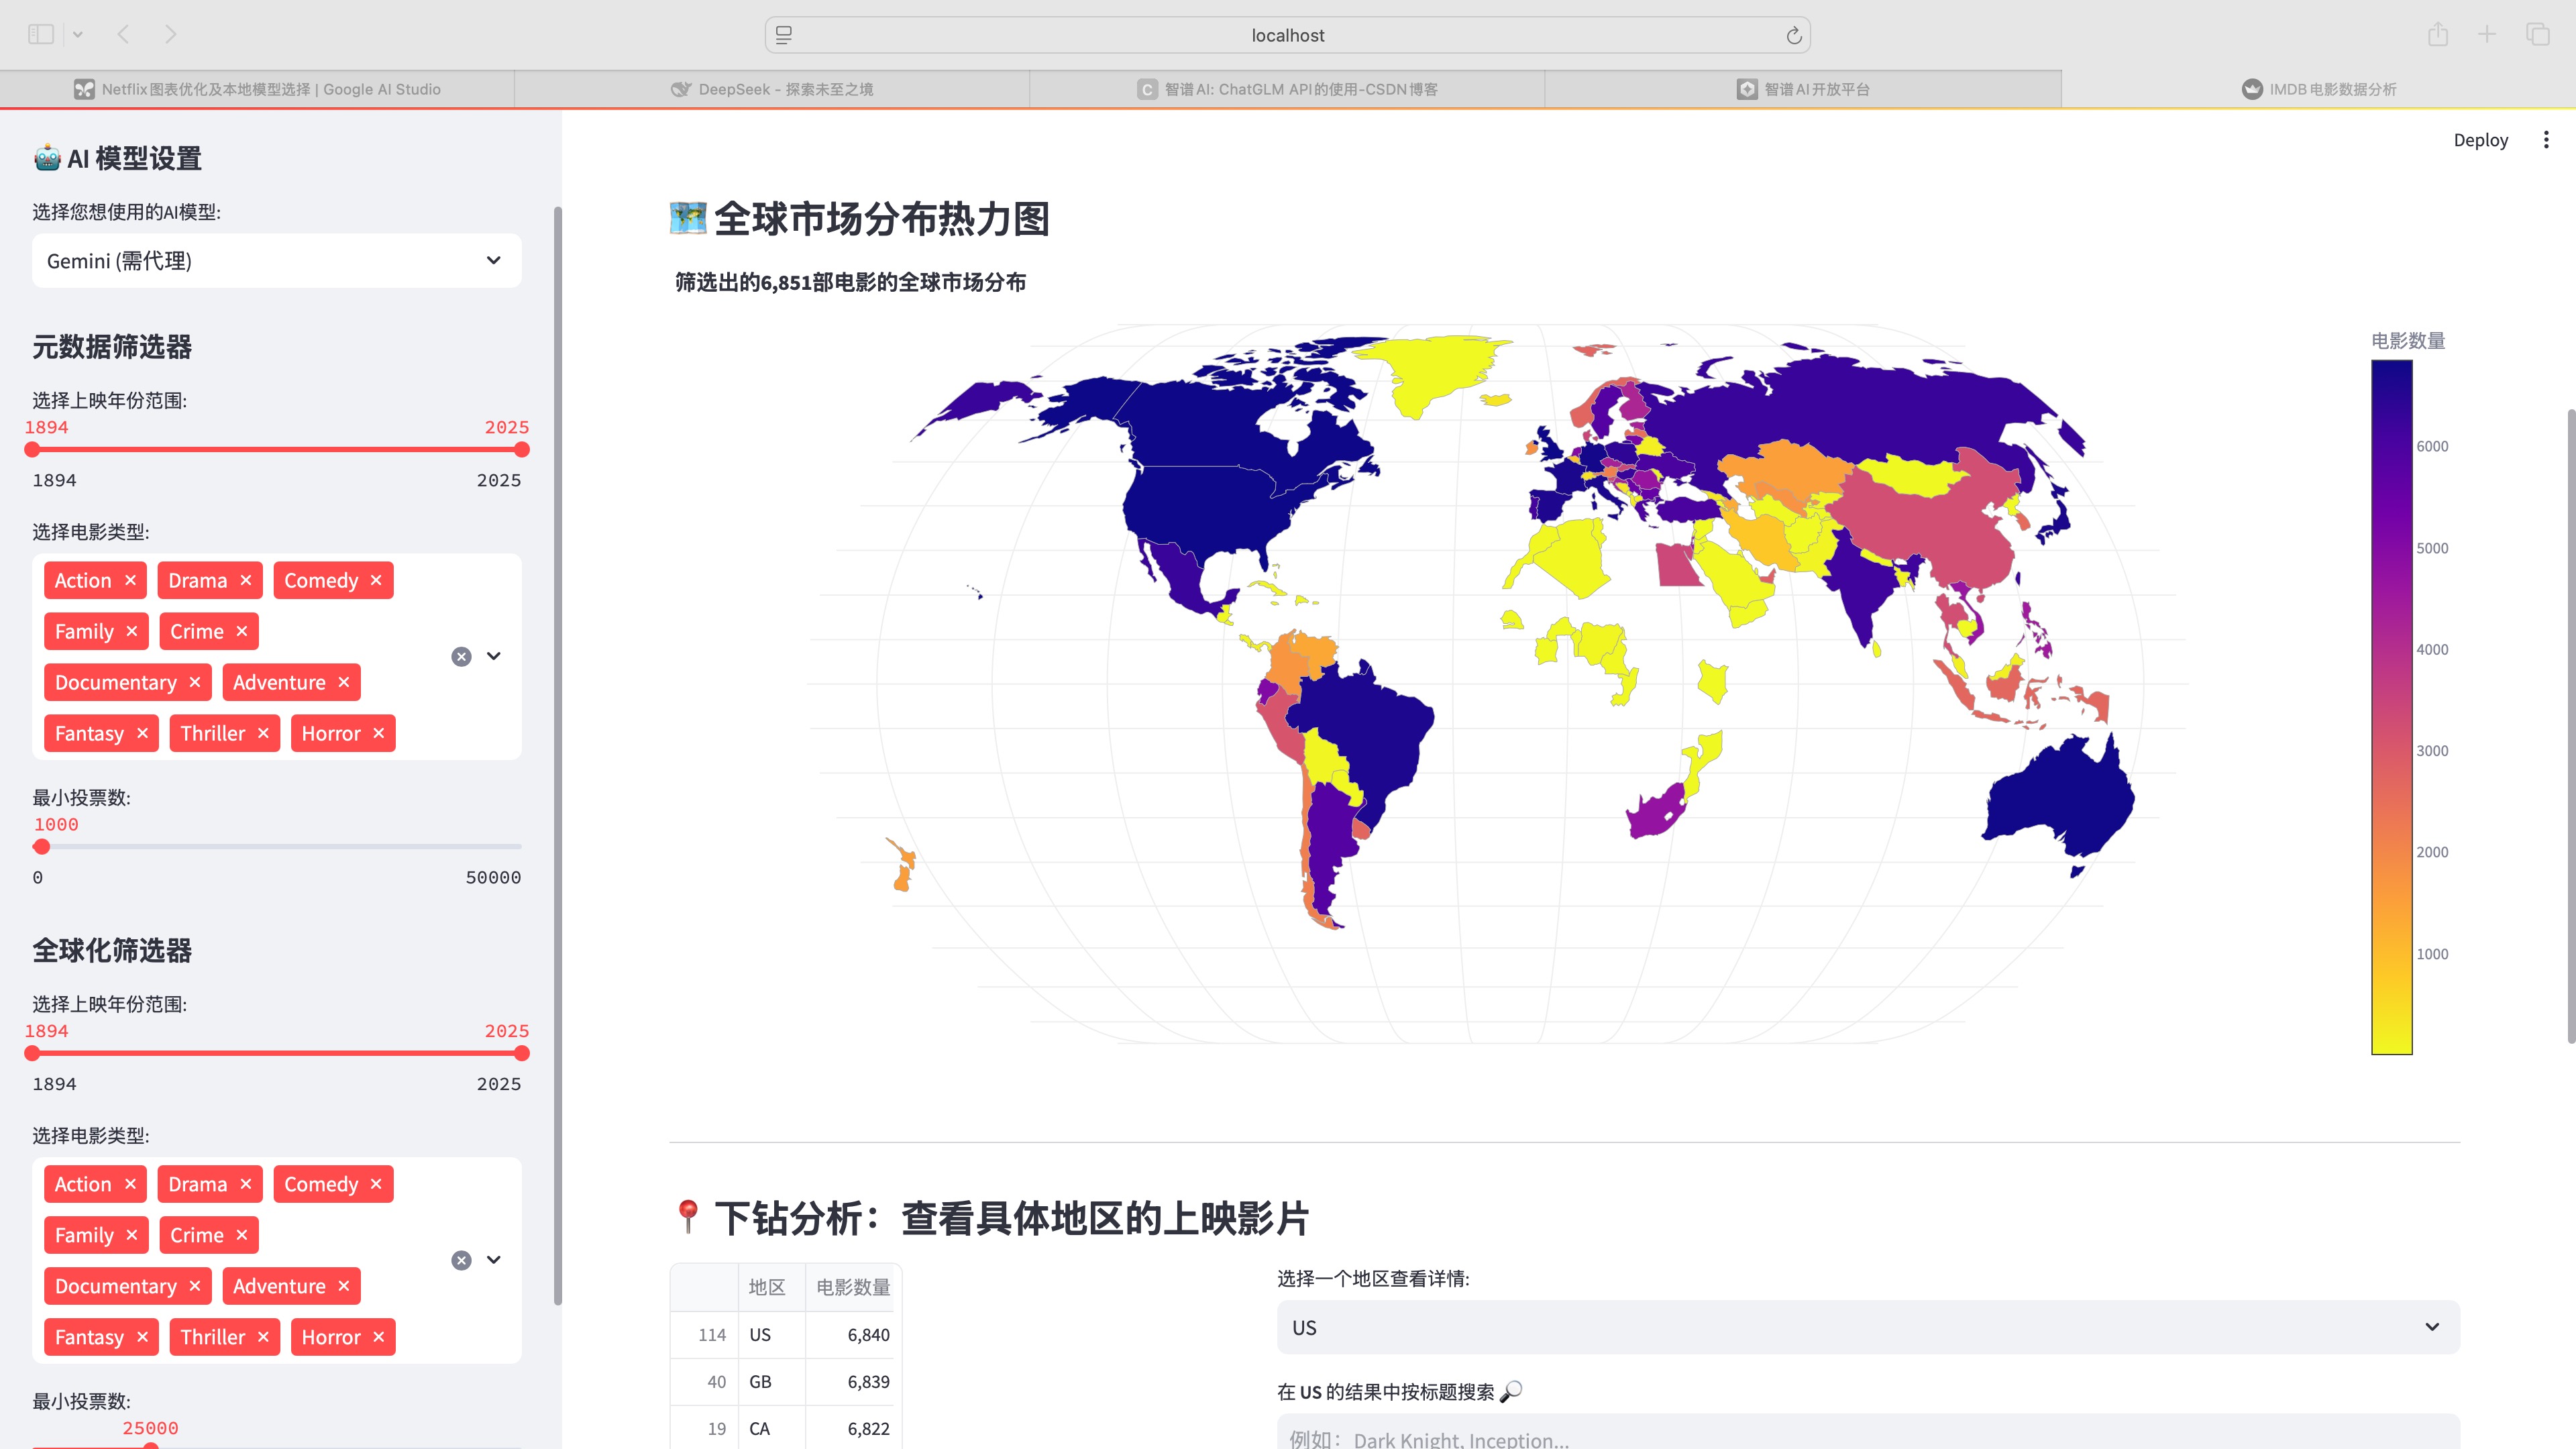 localhost
Netflix图表优化及本地模型选择 | Google AI Studio
DeepSeek - 探索未至之境
智谱AI: ChatGLM API的使用-CSDN博客
智谱AI开放平台
IMDB电影数据分析
Deploy
AI 模型设置
选择您想使用的AI模型:
Gemini (需代理)
元数据筛选器
选择上映年份范围:
1894 2025
1894 2025
选择电影类型:
Action × Drama × Comedy ×
Family × Crime ×
Documentary × Adventure ×
Fantasy × Thriller × Horror ×
最小投票数:
1000
0 50000
全球化筛选器
选择上映年份范围:
1894 2025
1894 2025
选择电影类型:
Action × Drama × Comedy ×
Family × Crime ×
Documentary × Adventure ×
Fantasy × Thriller × Horror ×
最小投票数:
25000
全球市场分布热力图
筛选出的6,851部电影的全球市场分布
电影数量
6000
5000
4000
3000
2000
1000
下钻分析：查看具体地区的上映影片
地区 电影数量
114 US 6,840
40 GB 6,839
19 CA 6,822
选择一个地区查看详情:
US
在 US 的结果中按标题搜索
例如：Dark Knight, Inception...